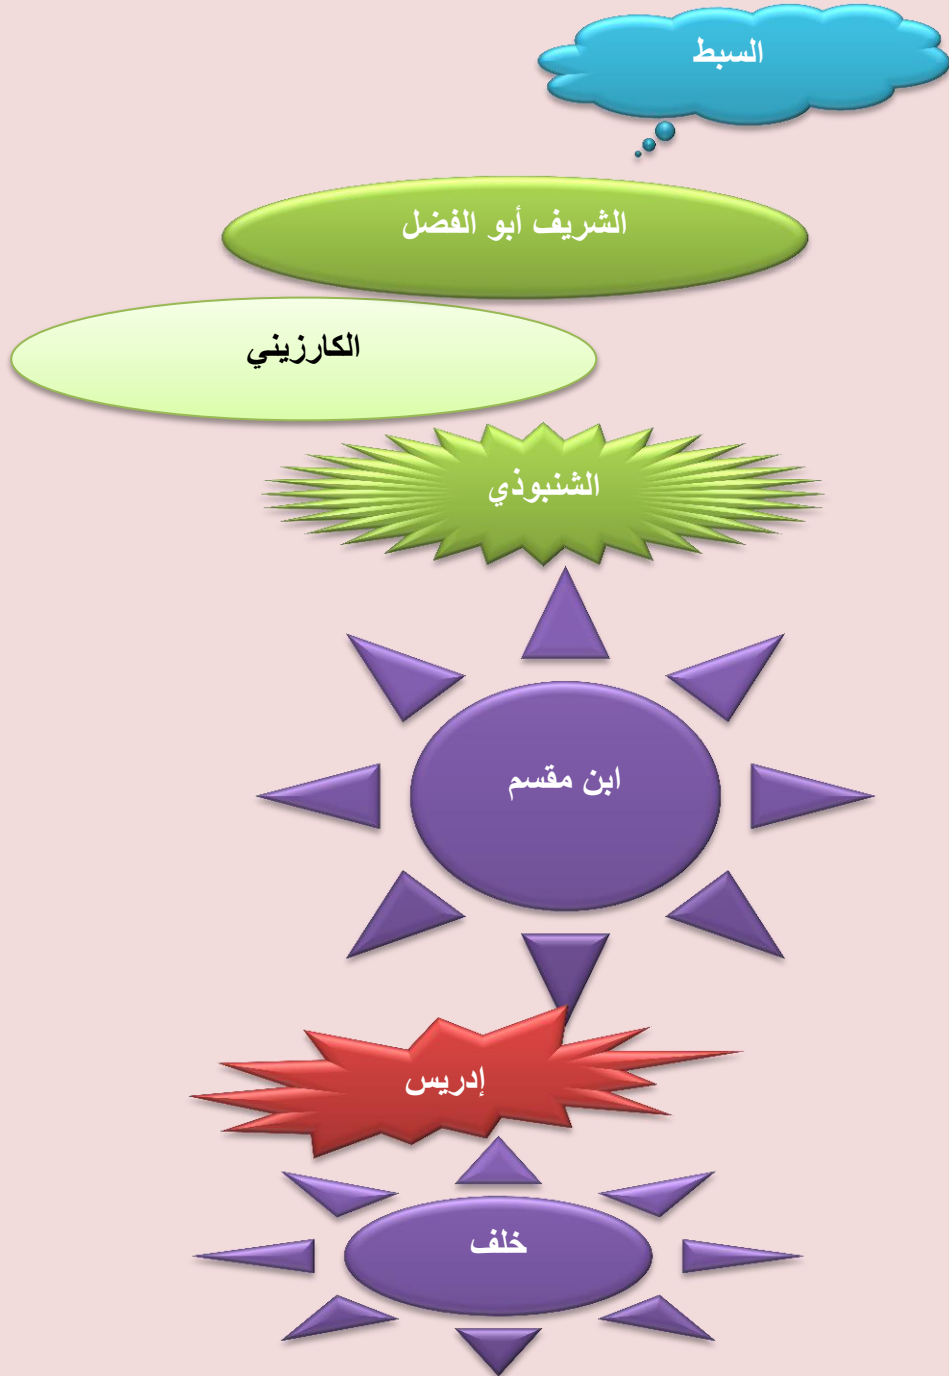 السبط
الشريف أبو الفضل
الكارزيني
الشنبوذي
ابن مقسم
إدريس
خلف